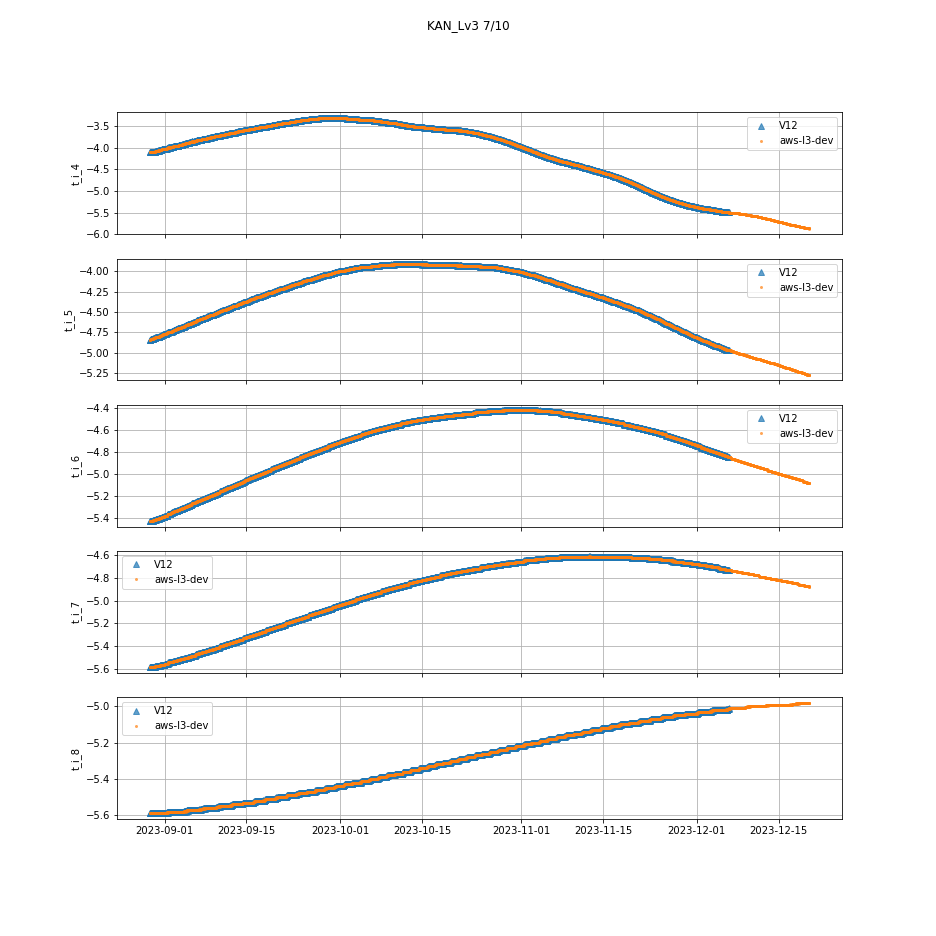 KAN_Lv3 7/10
−3.5
−4.0
−4.5
−5.0
−5.5
−6.0
t_i_4
V12
aws-l3-dev
−4.00
−4.25
−4.50
−4.75
−5.00
−5.25
t_i_5
V12
aws-l3-dev
−4.4
−4.6
−4.8
−5.0
−5.2
−5.4
t_i_6
V12
aws-l3-dev
−4.6
−4.8
−5.0
−5.2
−5.4
−5.6
t_i_7
V12
aws-l3-dev
−5.0
−5.2
−5.4
−5.6
t_i_8
V12
aws-l3-dev
2023-09-01 2023-09-15 2023-10-01 2023-10-15 2023-11-01 2023-11-15 2023-12-01 2023-12-15